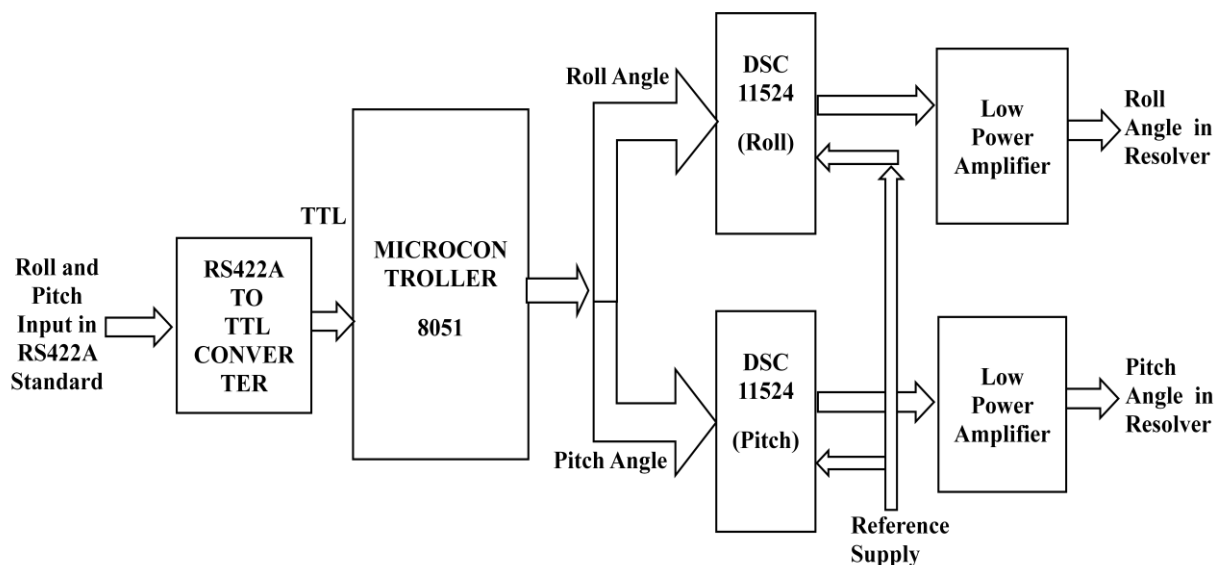 Roll and
Pitch
Input in
RS422A
Standard
RS422A
TO
TTL
CONVER
TER
TTL
MICROCON
TROLLER
8051
Roll Angle
Pitch Angle
DSC
11524
(Roll)
Low
Power
Amplifier
Roll
Angle in
Resolver
DSC
11524
(Pitch)
Low
Power
Amplifier
Pitch
Angle in
Resolver
Reference
Supply